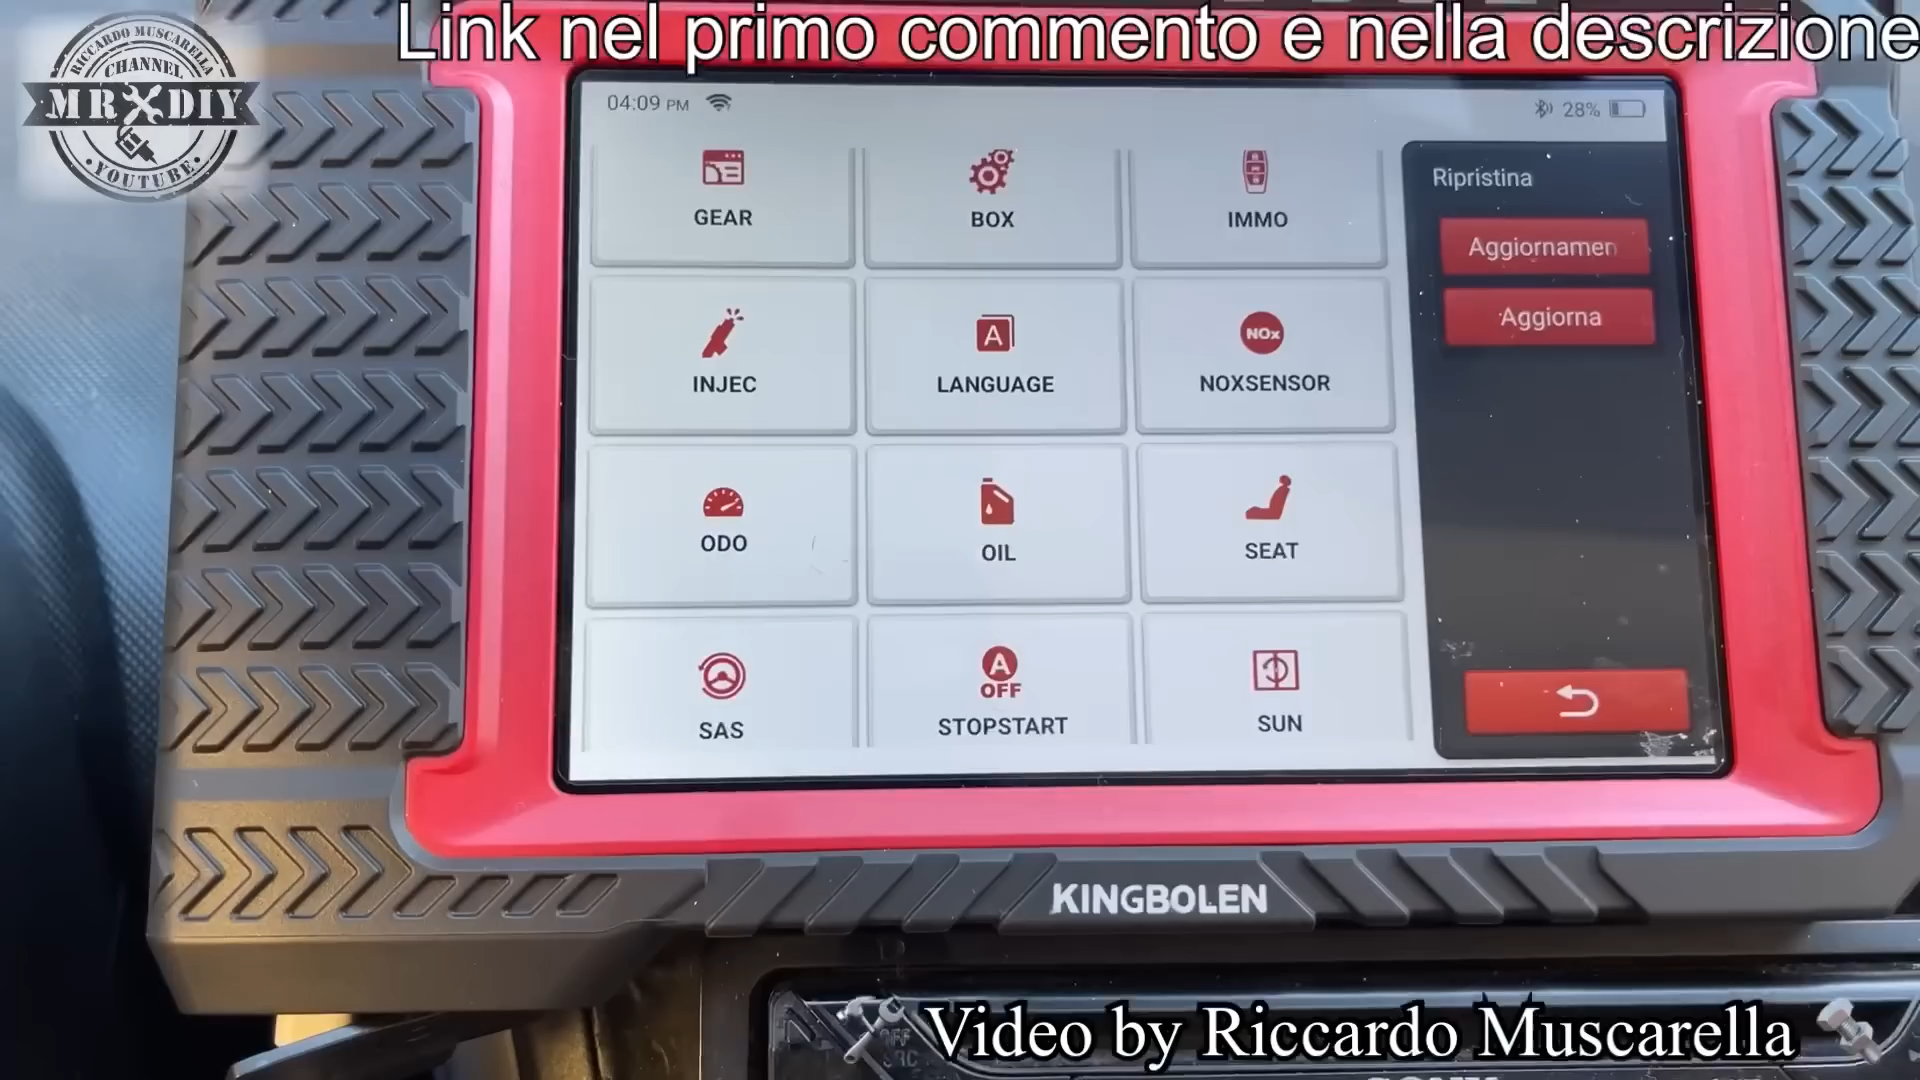 Link nel primo commento e nella descrizione
RICCARDO MUSCARELLA
CHANNEL
MR DIY
YOUTUBE
04:09 PM
28%
GEAR
BOX
IMMO
Ripristina
Aggiornamen
Aggiorna
INJEC
A
LANGUAGE
NOx
NOXSENSOR
ODO
OIL
SEAT
SAS
A
OFF
STOPSTART
SUN
KINGBOLEN
OFF
SRC
Video by Riccardo Muscarella